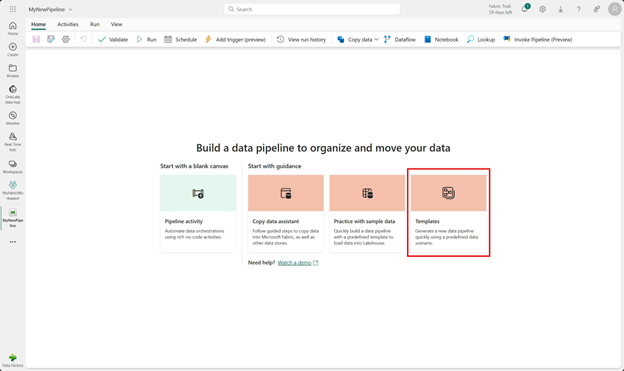 MyNewPipeline
Search
Fabric Trial:
59 days left
Home Activities Run View
Validate Run Schedule Add trigger (preview) View run history Copy data Dataflow Notebook Lookup Invoke Pipeline (Preview)
Home
Create
Browse
OneLake
data hub
Monitor
Real-Time
hub
Workspaces
MyNewPipe
line
Data Factory
Build a data pipeline to organize and move your data
Start with a blank canvas
Start with guidance
Pipeline activity
Automate data orchestrations
using rich no-code activities.
Copy data assistant
Follow guided steps to copy data
into Microsoft Fabric, as well as
other data stores.
Practice with sample data
Quickly build a data pipeline
with a predefined template to
load data into Lakehouse.
Templates
Generate a new data pipeline
quickly using a predefined data
scenario.
Need help? Watch a demo